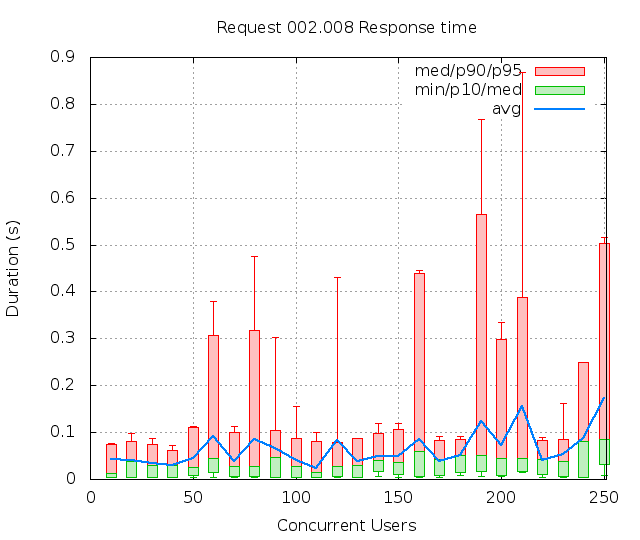 Request 002.008 Response time
med/p90/p95
min/p10/med
avg
Duration (s)
0.9
0.8
0.7
0.6
0.5
0.4
0.3
0.2
0.1
0
0 50 100 150 200 250
Concurrent Users